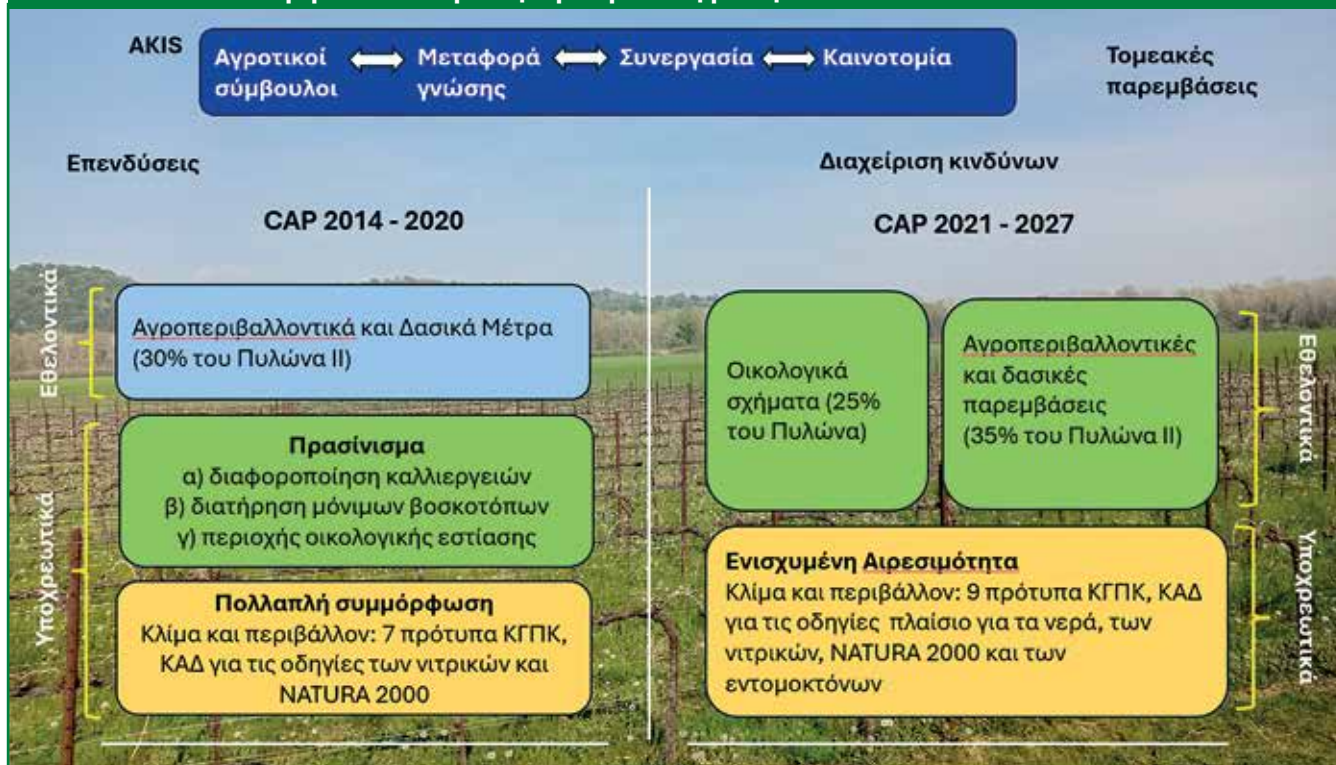 AKIS
Αγροτικοί
σύμβουλοι
Μεταφορά
γνώσης
Συνεργασία
Καινοτομία
Τομεακές
παρεμβάσεις
Επενδύσεις
Διαχείριση κινδύνων
CAP 2014 - 2020
CAP 2021 - 2027
Εθελοντικά
Αγροπεριβαλλοντικά και Δασικά Μέτρα
(30% του Πυλώνα ΙΙ)
Υποχρεωτικά
Πρασίνισμα
α) διαφοροποίηση καλλιεργειών
β) διατήρηση μόνιμων βοσκοτόπων
γ) περιοχής οικολογικής εστίασης
Πολλαπλή συμμόρφωση
Κλίμα και περιβάλλον: 7 πρότυπα ΚΓΠΚ,
ΚΑΔ για τις οδηγίες των νιτρικών και
NATURA 2000
Οικολογικά
σχήματα (25%
του Πυλώνα)
Αγροπεριβαλλοντικές
και δασικές
παρεμβάσεις
(35% του Πυλώνα ΙΙ)
Εθελοντικά
Ενισχυμένη Αιρεσιμότητα
Κλίμα και περιβάλλον: 9 πρότυπα ΚΓΠΚ, ΚΑΔ
για τις οδηγίες πλαίσιο για τα νερά, των
νιτρικών, NATURA 2000 και των
εντομοκτόνων
Υποχρεωτικά